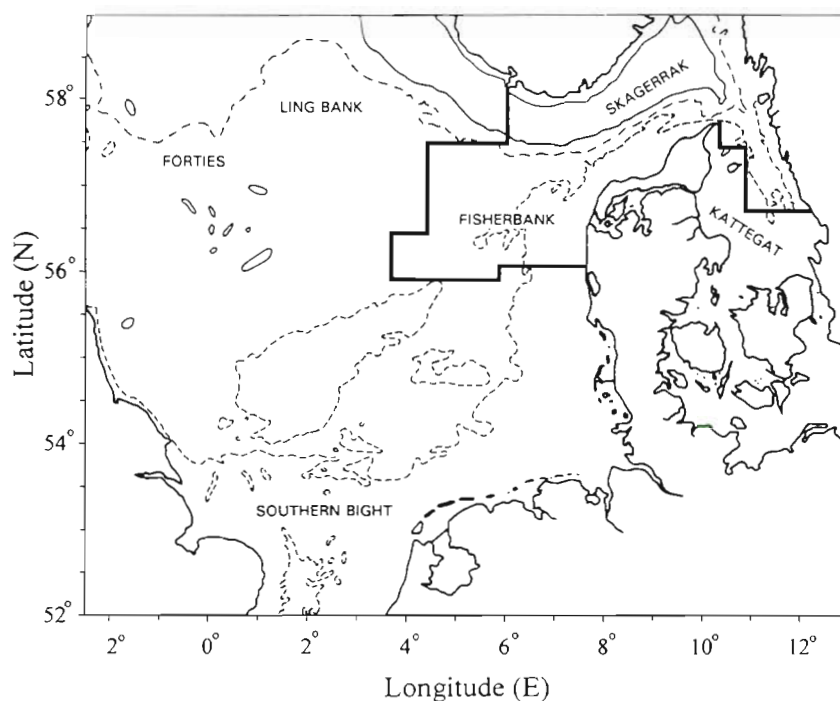 SKAGERRAK
58°
LING BANK
FORTIES
FISHERBANK
KATTEGAT
56°
Latitude (N)
54°
SOUTHERN BIGHT
52°
2° 0° 2° 4° 6° 8° 10° 12°
Longitude (E)